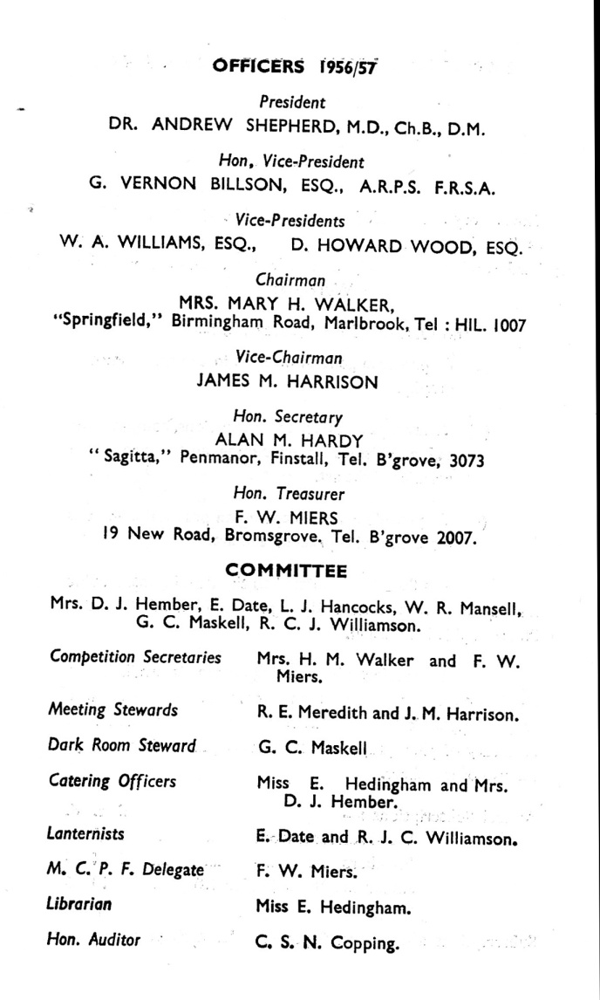 OFFICERS 1956/57
President
DR. ANDREW SHEPHERD, M.D., Ch.B., D.M.
Hon, Vice-President
G. VERNON BILLSON, ESQ., A.R.P.S. F.R.S.A.
Vice-Presidents
W. A. WILLIAMS, ESQ., D. HOWARD WOOD, ESQ.
Chairman
MRS. MARY H. WALKER,
"Springfield," Birmingham Road, Marlbrook, Tel : HIL. 1007
Vice-Chairman
JAMES M. HARRISON
Hon. Secretary
ALAN M. HARDY
" Sagitta," Penmanor, Finstall, Tel. B'grove, 3073
Hon. Treasurer
F. W. MIERS
19 New Road, Bromsgrove. Tel. B'grove 2007.
COMMITTEE
Mrs. D. J. Hember, E. Date, L. J. Hancocks, W. R. Mansell,
G. C. Maskell, R. C. J. Williamson.
Competition Secretaries Mrs. H. M. Walker and F. W.
Miers.
Meeting Stewards R. E. Meredith and J. M. Harrison.
Dark Room Steward G. C. Maskell
Catering Officers Miss E. Hedingham and Mrs.
D. J. Hember.
Lanternists E. Date and R. J. C. Williamson.
M. C. P. F. Delegate F. W. Miers.
Librarian Miss E. Hedingham.
Hon. Auditor C. S. N. Copping.